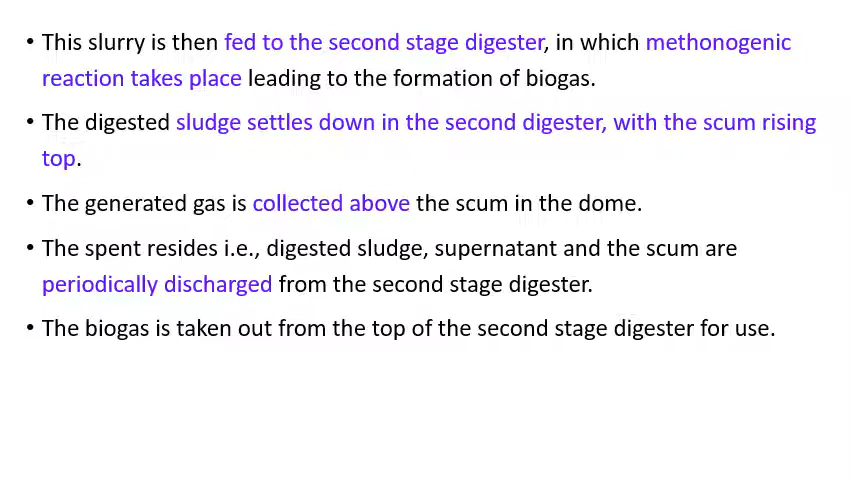 • This slurry is then fed to the second stage digester, in which methonogenic
reaction takes place leading to the formation of biogas.
• The digested sludge settles down in the second digester, with the scum rising
top.
• The generated gas is collected above the scum in the dome.
• The spent resides i.e., digested sludge, supernatant and the scum are
periodically discharged from the second stage digester.
• The biogas is taken out from the top of the second stage digester for use.